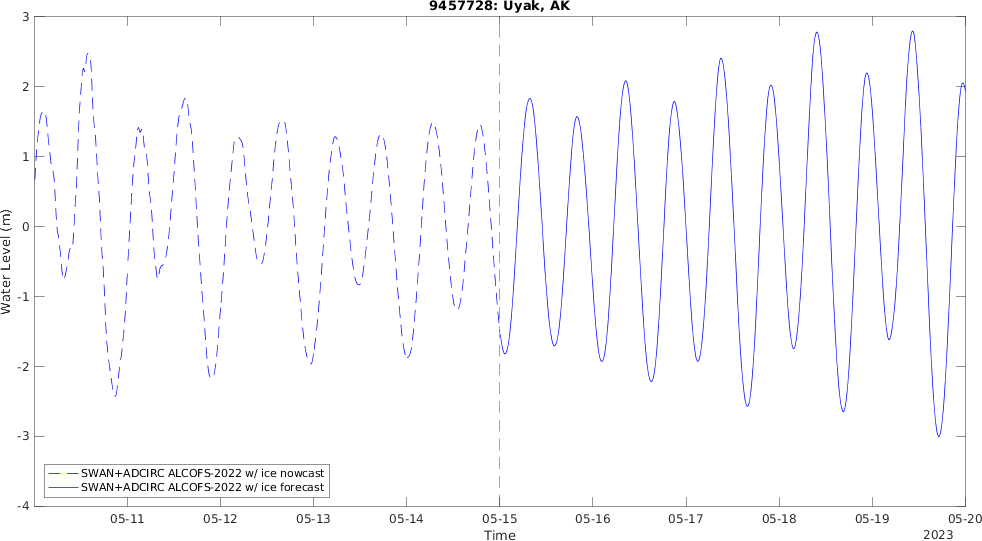 9457728: Uyak, AK
3
2
1
0
-1
-2
-3
-4
Water Level (m)
SWAN+ADCIRC ALCOFS-2022 w/ ice nowcast
SWAN+ADCIRC ALCOFS-2022 w/ ice forecast
05-11 05-12 05-13 05-14 05-15 05-16 05-17 05-18 05-19 05-20
Time
2023